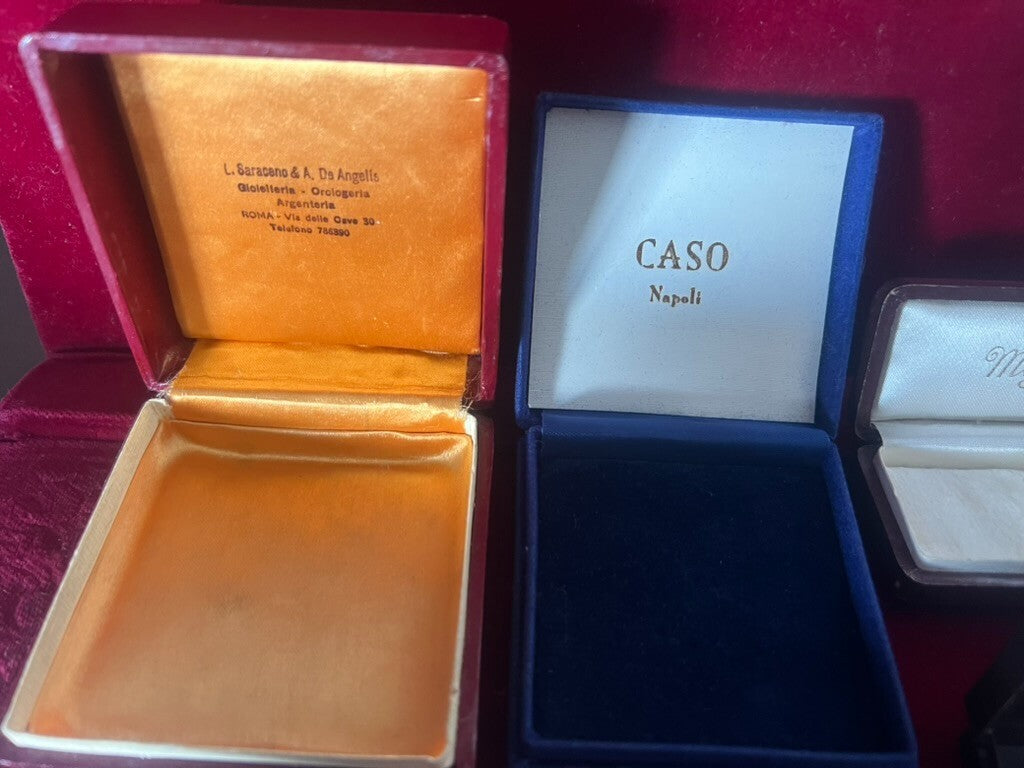 L. Saraceno & A. De Angelis
Gioielleria - Orologeria
Argenteria
ROMA - Via delle Cave 30
Telefono 786390
CASO
Napoli